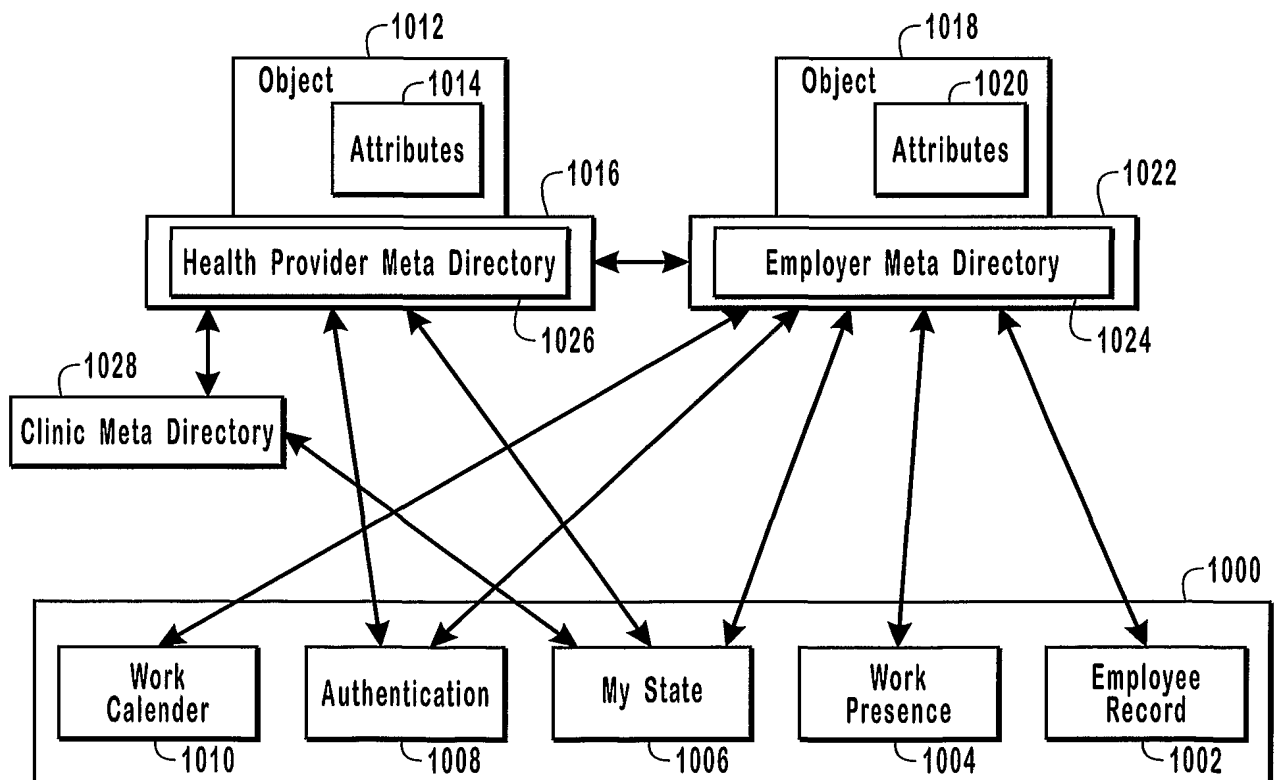 1012
1018
Object
1014
Object
1020
Attributes
Attributes
1016
1022
Health Provider Meta Directory
Employer Meta Directory
1026
1024
1028
Clinic Meta Directory
1000
Work
Calender
Authentication
My State
Work
Presence
Employee
Record
1010
1008
1006
1004
1002